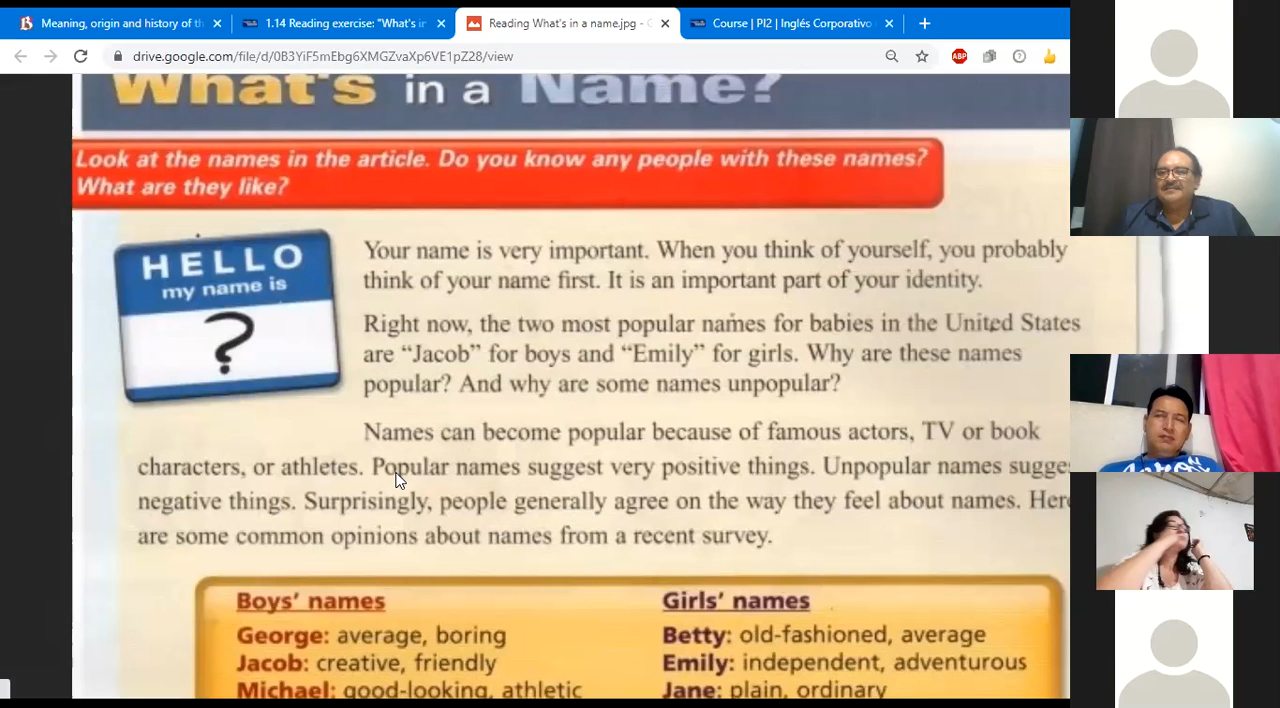 Meaning, origin and history of th
1.14 Reading exercise: "What's in
Reading What's in a name.jpg - G
Course | PI2 | Inglés Corporativo
drive.google.com/file/d/0B3YiF5mEbg6XMGZvaXp6VE1pZ28/view
ABP
What's in a Name?
Look at the names in the article. Do you know any people with these names?
What are they like?
HELLO
my name is
?
Your name is very important. When you think of yourself, you probably
think of your name first. It is an important part of your identity.
Right now, the two most popular names for babies in the United States
are “Jacob” for boys and “Emily” for girls. Why are these names
popular? And why are some names unpopular?
Names can become popular because of famous actors, TV or book
characters, or athletes. Popular names suggest very positive things. Unpopular names sugge
negative things. Surprisingly, people generally agree on the way they feel about names. Here
are some common opinions about names from a recent survey.
Boys' names
George: average, boring
Jacob: creative, friendly
Michael: good-looking, athletic
Girls' names
Betty: old-fashioned, average
Emily: independent, adventurous
Jane: plain, ordinary